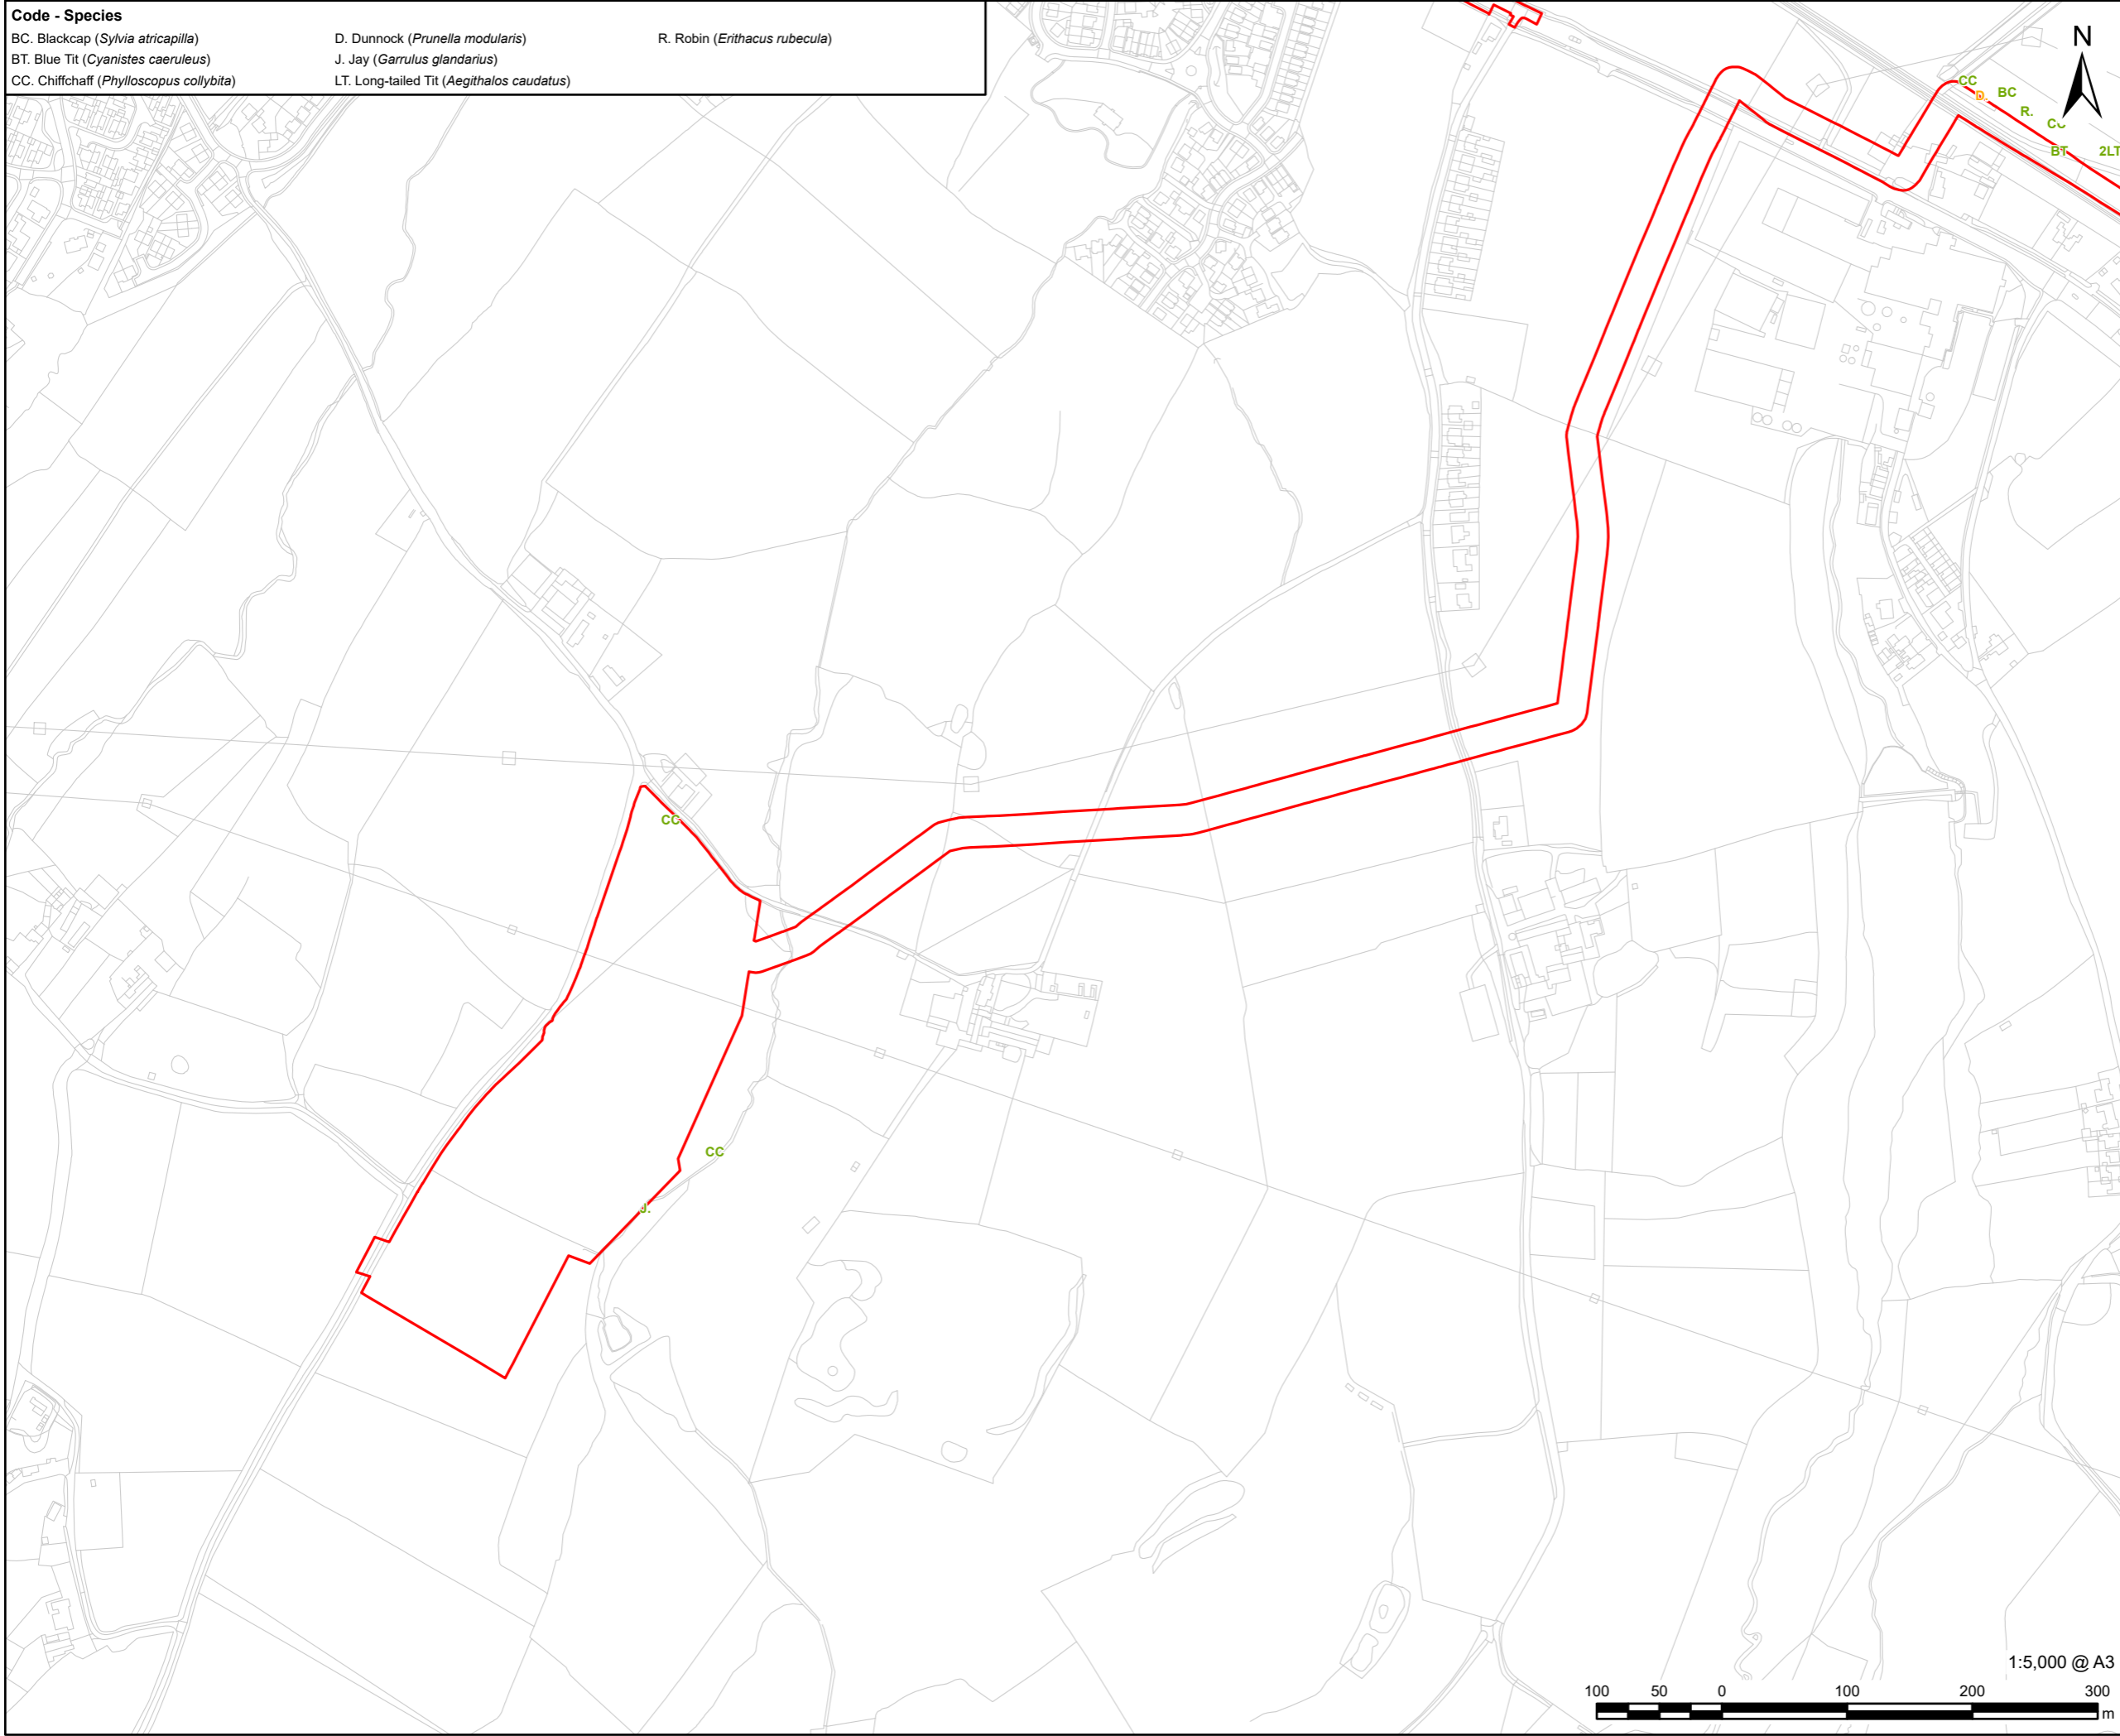 Code - Species
BC. Blackcap (Sylvia atricapilla)
BT. Blue Tit (Cyanistes caeruleus)
CC. Chiffchaff (Phylloscopus collybita)
D. Dunnock (Prunella modularis)
J. Jay (Garrulus glandarius)
LT. Long-tailed Tit (Aegithalos caudatus)
R. Robin (Erithacus rubecula)
N
CC
D.
BC
R.
CC
BT
2LT
CC
CC
J.
1:5,000 @ A3
100 50 0 100 200 300
m